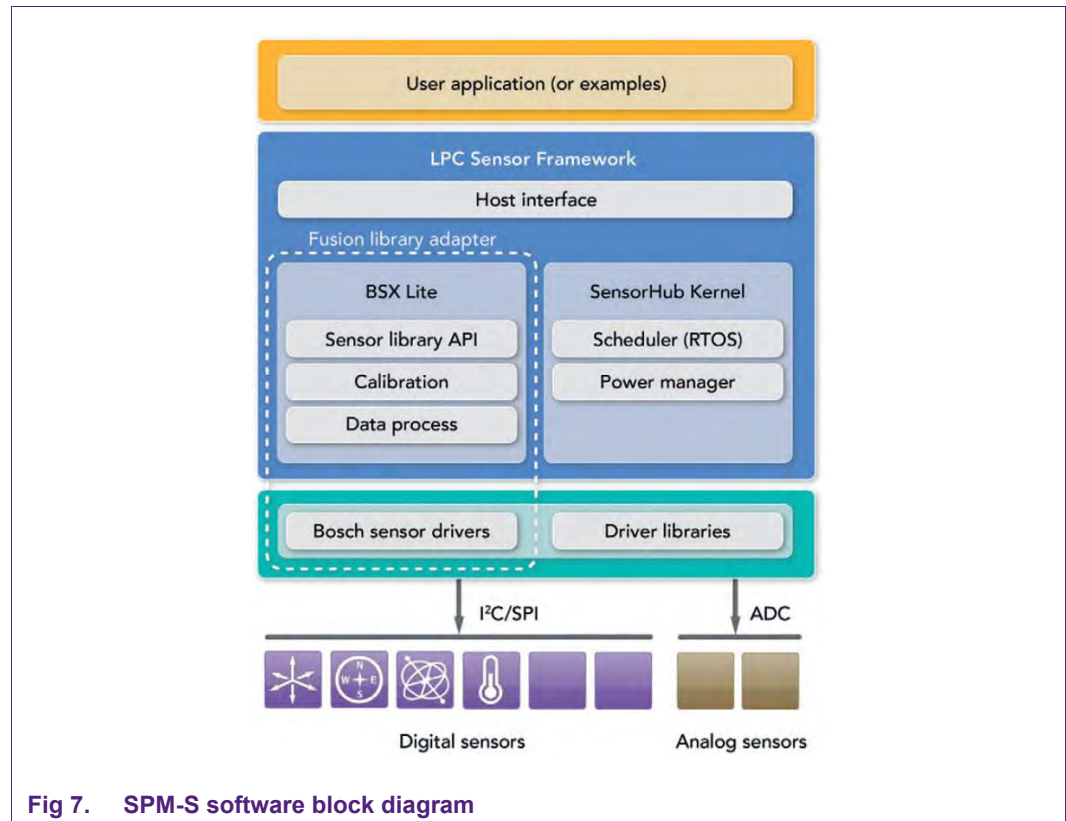 User application (or examples)
LPC Sensor Framework
Host interface
Fusion library adapter
BSX Lite
Sensor library API
Calibration
Data process
SensorHub Kernel
Scheduler (RTOS)
Power manager
Bosch sensor drivers
Driver libraries
I²C/SPI
ADC
N
W E
S
Digital sensors
Analog sensors
Fig 7. SPM-S software block diagram